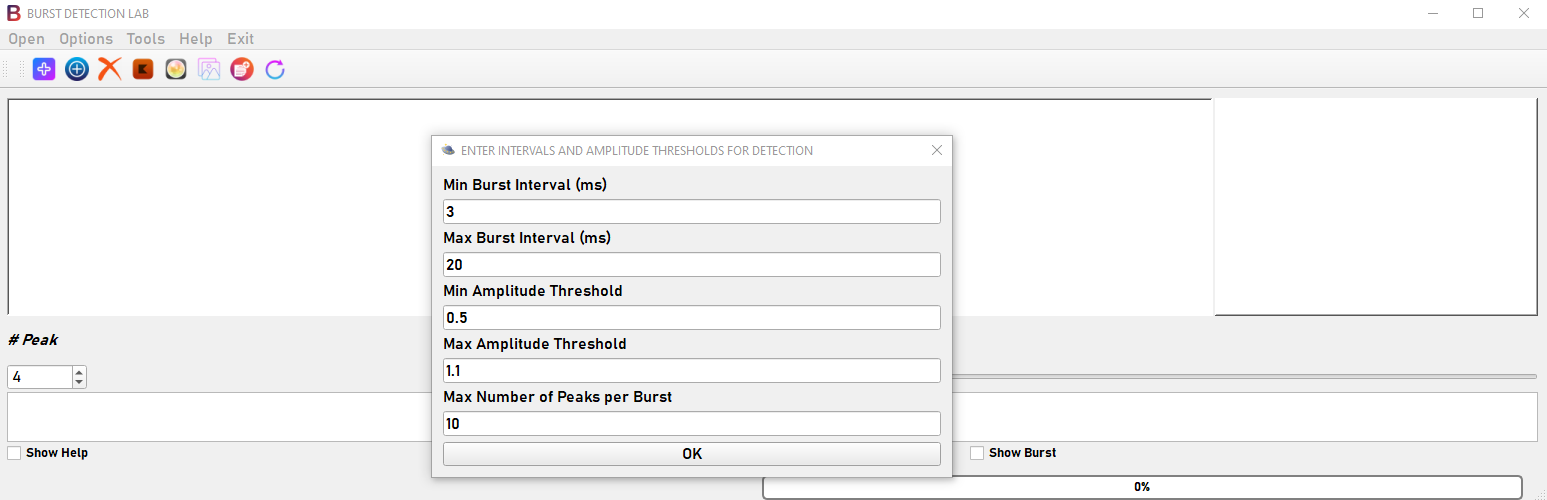 BURST DETECTION LAB
Open Options Tools Help Exit
ENTER INTERVALS AND AMPLITUDE THRESHOLDS FOR DETECTION
Min Burst Interval (ms)
3
Max Burst Interval (ms)
20
Min Amplitude Threshold
0.5
# Peak
Max Amplitude Threshold
4
1.1
Max Number of Peaks per Burst
10
Show Help
OK
Show Burst
0%